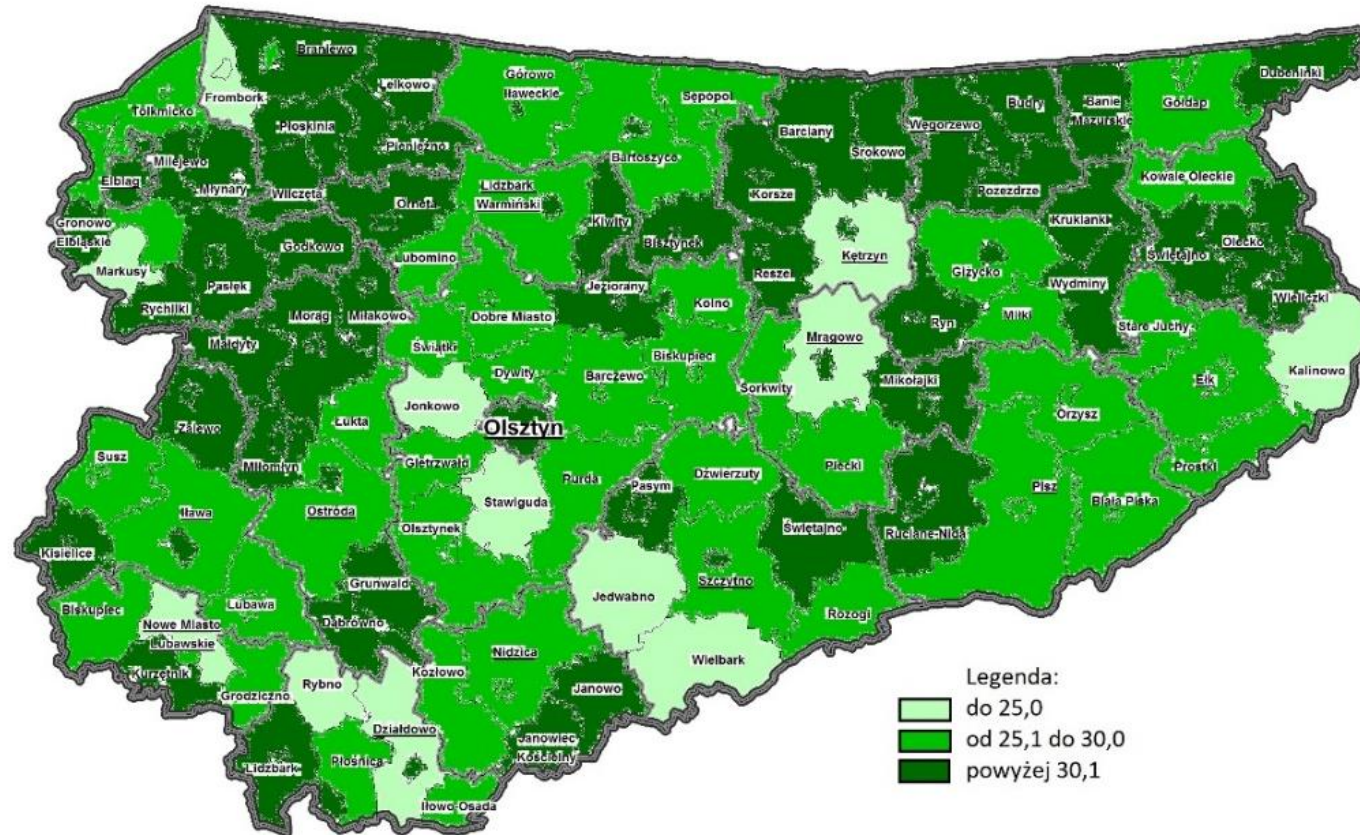 Braniewo
Lelkowo
Frombork
Tolkmicko
Płoskinia
Pieniężno
Górowo
Iławeckie
Sępopol
Bartoszyce
Barciany
Srokowo
Węgorzewo
Budry
Banie
Mazurskie
Gołdap
Dubeninki
Milejewo
Elbląg
Młynary
Wilczęta
Orneta
Lidzbark
Warmiński
Kiwity
Bisztynek
Korsze
Pozezdrze
Kowale Oleckie
Gronowo
Elbląskie
Markusy
Godkowo
Lubomino
Reszel
Kętrzyn
Giżycko
Kruklanki
Świętajno
Olecko
Rychliki
Pasłęk
Morąg
Miłakowo
Dobre Miasto
Jeziorany
Kolno
Ryn
Miłki
Wydminy
Wieliczki
Stare Juchy
Małdyty
Świątki
Dywity
Barczewo
Biskupiec
Mrągowo
Sorkwity
Mikołajki
Orzysz
Ełk
Kalinowo
Zalewo
Łukta
Jonkowo
Olsztyn
Susz
Miłomłyn
Gietrzwałd
Purda
Dźwierzuty
Piecki
Pisz
Prostki
Biała Piska
Iława
Ostróda
Olsztynek
Stawiguda
Pasym
Świętajno
Ruciane-Nida
Kisielice
Grunwald
Szczytno
Biskupiec
Lubawa
Dąbrówno
Jedwabno
Rozogi
Nowe Miasto
Lubawskie
Kurzętnik
Grodziczno
Rybno
Kozłowo
Nidzica
Wielbark
Janowo
Działdowo
Janowiec
Kościelny
Lidzbark
Płośnica
Iłowo-Osada
Legenda:
do 25,0
od 25,1 do 30,0
powyżej 30,1